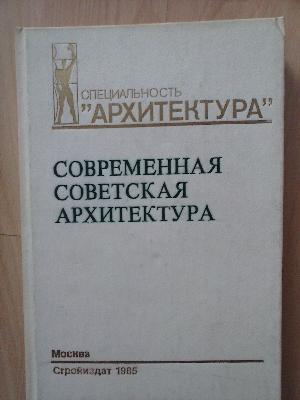 СПЕЦИАЛЬНОСТЬ
"АРХИТЕКТУРА"
СОВРЕМЕННАЯ
СОВЕТСКАЯ
АРХИТЕКТУРА
Москва
Стройиздат 1985